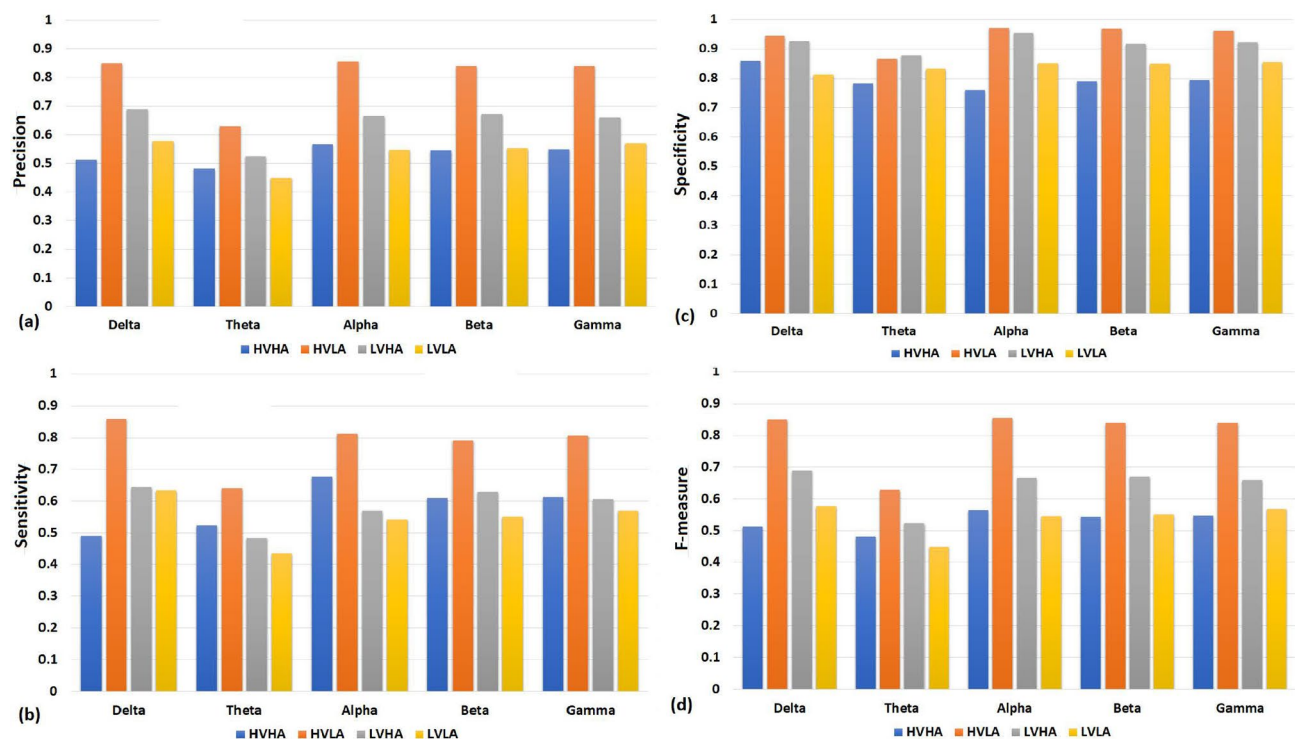 1
0.9
0.8
0.7
0.6
0.5
0.4
0.3
0.2
0.1
0
Precision
(a)
Delta Theta Alpha Beta Gamma
HVHA HVLA LVHA LVLA
1
0.9
0.8
0.7
0.6
0.5
0.4
0.3
0.2
0.1
0
Specificity
(c)
Delta Theta Alpha Beta Gamma
HVHA HVLA LVHA LVLA
1
0.9
0.8
0.7
0.6
0.5
0.4
0.3
0.2
0.1
0
Sensitivity
(b)
Delta Theta Alpha Beta Gamma
HVHA HVLA LVHA LVLA
1
0.9
0.8
0.7
0.6
0.5
0.4
0.3
0.2
0.1
0
F-measure
(d)
Delta Theta Alpha Beta Gamma
HVHA HVLA LVHA LVLA